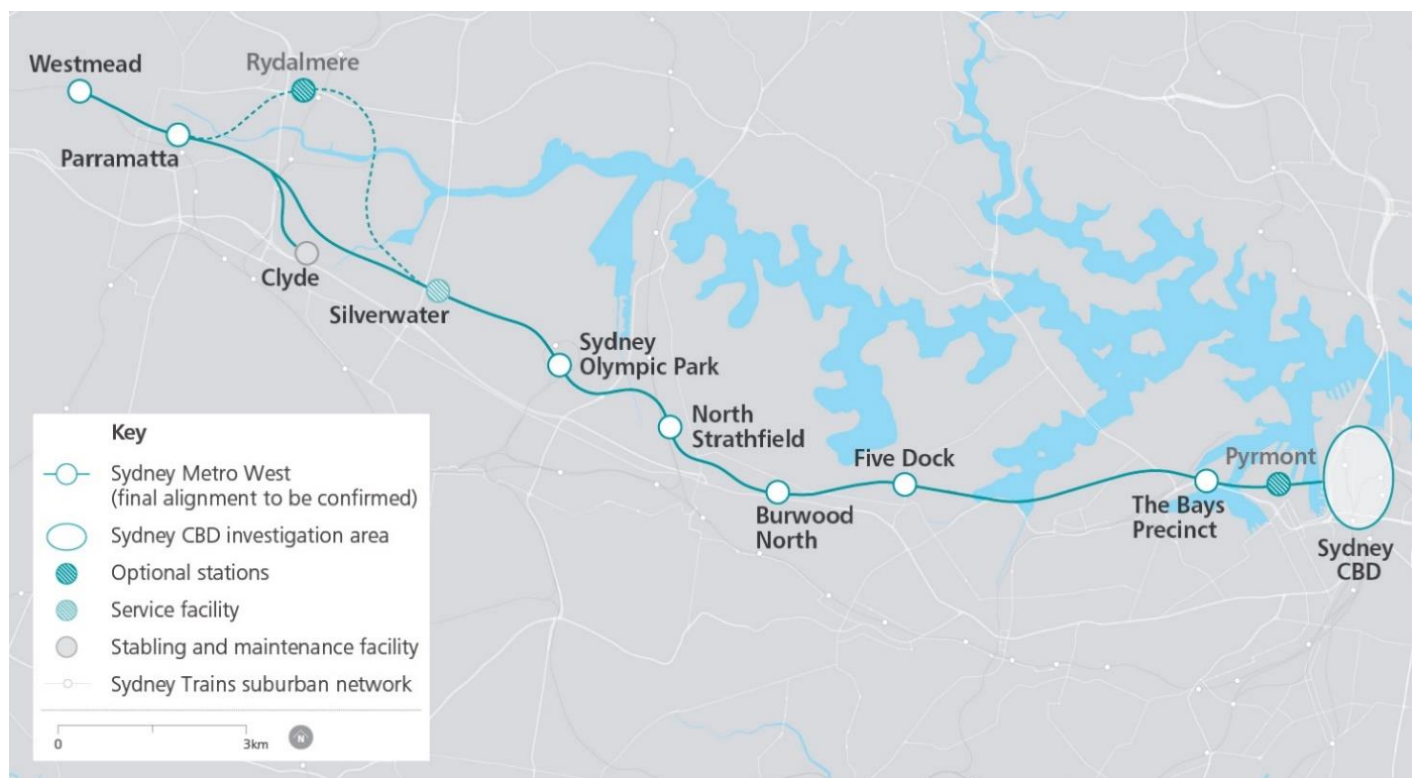 Westmead
Rydalmere
Parramatta
Clyde
Silverwater
Sydney
Olympic Park
North
Strathfield
Five Dock
Pyrmont
Burwood
North
The Bays
Precinct
Sydney
CBD
Key
Sydney Metro West
(final alignment to be confirmed)
Sydney CBD investigation area
Optional stations
Service facility
Stabling and maintenance facility
Sydney Trains suburban network
0 3km N